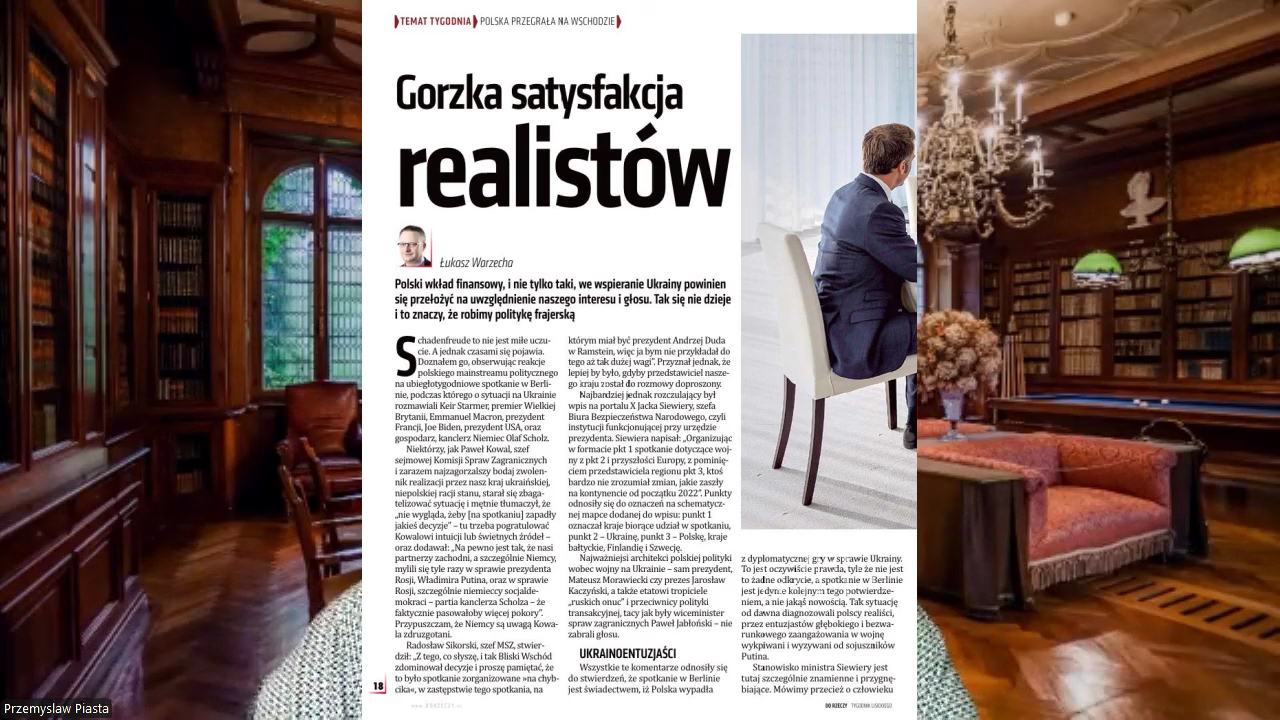 TEMAT TYGODNIA POLSKA PRZEGRAŁA NA WSCHODZIE
Gorzka satysfakcja
realistów
Łukasz Warzecha
Polski wkład finansowy, i nie tylko taki, we wspieranie Ukrainy powinien
się przełożyć na uwzględnienie naszego interesu i głosu. Tak się nie dzieje
i to znaczy, że robimy politykę frajerską
Schadenfreude to nie jest miłe uczu-
cie. A jednak czasami się pojawia.
Doznałem go, obserwując reakcje
polskiego mainstreamu politycznego
na ubiegłotygodniowe spotkanie w Berli-
nie, podczas którego o sytuacji na Ukrainie
rozmawiali Keir Starmer, premier Wielkiej
Brytanii, Emmanuel Macron, prezydent
Francji, Joe Biden, prezydent USA, oraz
gospodarz, kanclerz Niemiec Olaf Scholz.
Niektórzy, jak Paweł Kowal, szef
sejmowej Komisji Spraw Zagranicznych
i zarazem najzagorzalszy bodaj zwolen-
nik realizacji przez nasz kraj ukraińskiej,
niepolskiej racji stanu, starał się zbaga-
telizować sytuację i mętnie tłumaczył, że
„nie wygląda, żeby [na spotkaniu] zapadły
jakieś decyzje" – tu trzeba pogratulować
Kowalowi intuicji lub świetnych źródeł –
oraz dodawał: „Na pewno jest tak, że nasi
partnerzy zachodni, a szczególnie Niemcy,
mylili się tyle razy w sprawie prezydenta
Rosji, Władimira Putina, oraz w sprawie
Rosji, szczególnie niemieccy socjalde-
mokraci – partia kanclerza Scholza – że
faktycznie pasowałoby więcej pokory".
Przypuszczam, że Niemcy są uwagą Kowa-
la zdruzgotani.
Radosław Sikorski, szef MSZ, stwier-
dził: „Z tego, co słyszę, i tak Bliski Wschód
zdominował decyzje i proszę pamiętać, że
to było spotkanie zorganizowane »na chyb-
cika«, w zastępstwie tego spotkania, na
którym miał być prezydent Andrzej Duda
w Ramstein, więc ja bym nie przykładał do
tego aż tak dużej wagi". Przyznał jednak, że
lepiej by było, gdyby przedstawiciel nasze-
go kraju został do rozmowy doproszony.
Najbardziej jednak rozczulający był
wpis na portalu X Jacka Siewiery, szefa
Biura Bezpieczeństwa Narodowego, czyli
instytucji funkcjonującej przy urzędzie
prezydenta. Siewiera napisał: „Organizując
w formacie pkt 1 spotkanie dotyczące woj-
ny z pkt 2 i przyszłości Europy, z pominię-
ciem przedstawiciela regionu pkt 3, ktoś
bardzo nie zrozumiał zmian, jakie zaszły
na kontynencie od początku 2022". Punkty
odnosiły się do oznaczeń na schematycz-
nej mapce dodanej do wpisu: punkt 1
oznaczał kraje biorące udział w spotkaniu,
punkt 2 – Ukrainę, punkt 3 – Polskę, kraje
bałtyckie, Finlandię i Szwecję.
Najważniejsi architekci polskiej polityki
wobec wojny na Ukrainie – sam prezydent,
Mateusz Morawiecki czy prezes Jarosław
Kaczyński, a także etatowi tropiciele
„ruskich onuc" i przeciwnicy polityki
transakcyjnej, tacy jak były wiceminister
spraw zagranicznych Paweł Jabłoński – nie
zabrali głosu.
UKRAINOENTUZJAŚCI
Wszystkie te komentarze odnosiły się
do stwierdzeń, że spotkanie w Berlinie
jest świadectwem, iż Polska wypadła
z dyplomatycznej gry w sprawie Ukrainy.
To jest oczywiście prawda, tyle że nie jest
to żadne odkrycie, a spotkanie w Berlinie
jest jedynie kolejnym tego potwierdze-
niem, a nie jakąś nowością. Tak sytuację
od dawna diagnozowali polscy realiści,
przez entuzjastów głębokiego i bezwa-
runkowego zaangażowania w wojnę
wyklpiwani i wyzywani od sojuszników
Putina.
Stanowisko ministra Siewiery jest
tutaj szczególnie znamienne i przygnę-
biające. Mówimy przecież o człowieku
18
DO RZECZY TYGODNIK LISICKIEGO
Przemyslaw Piasta